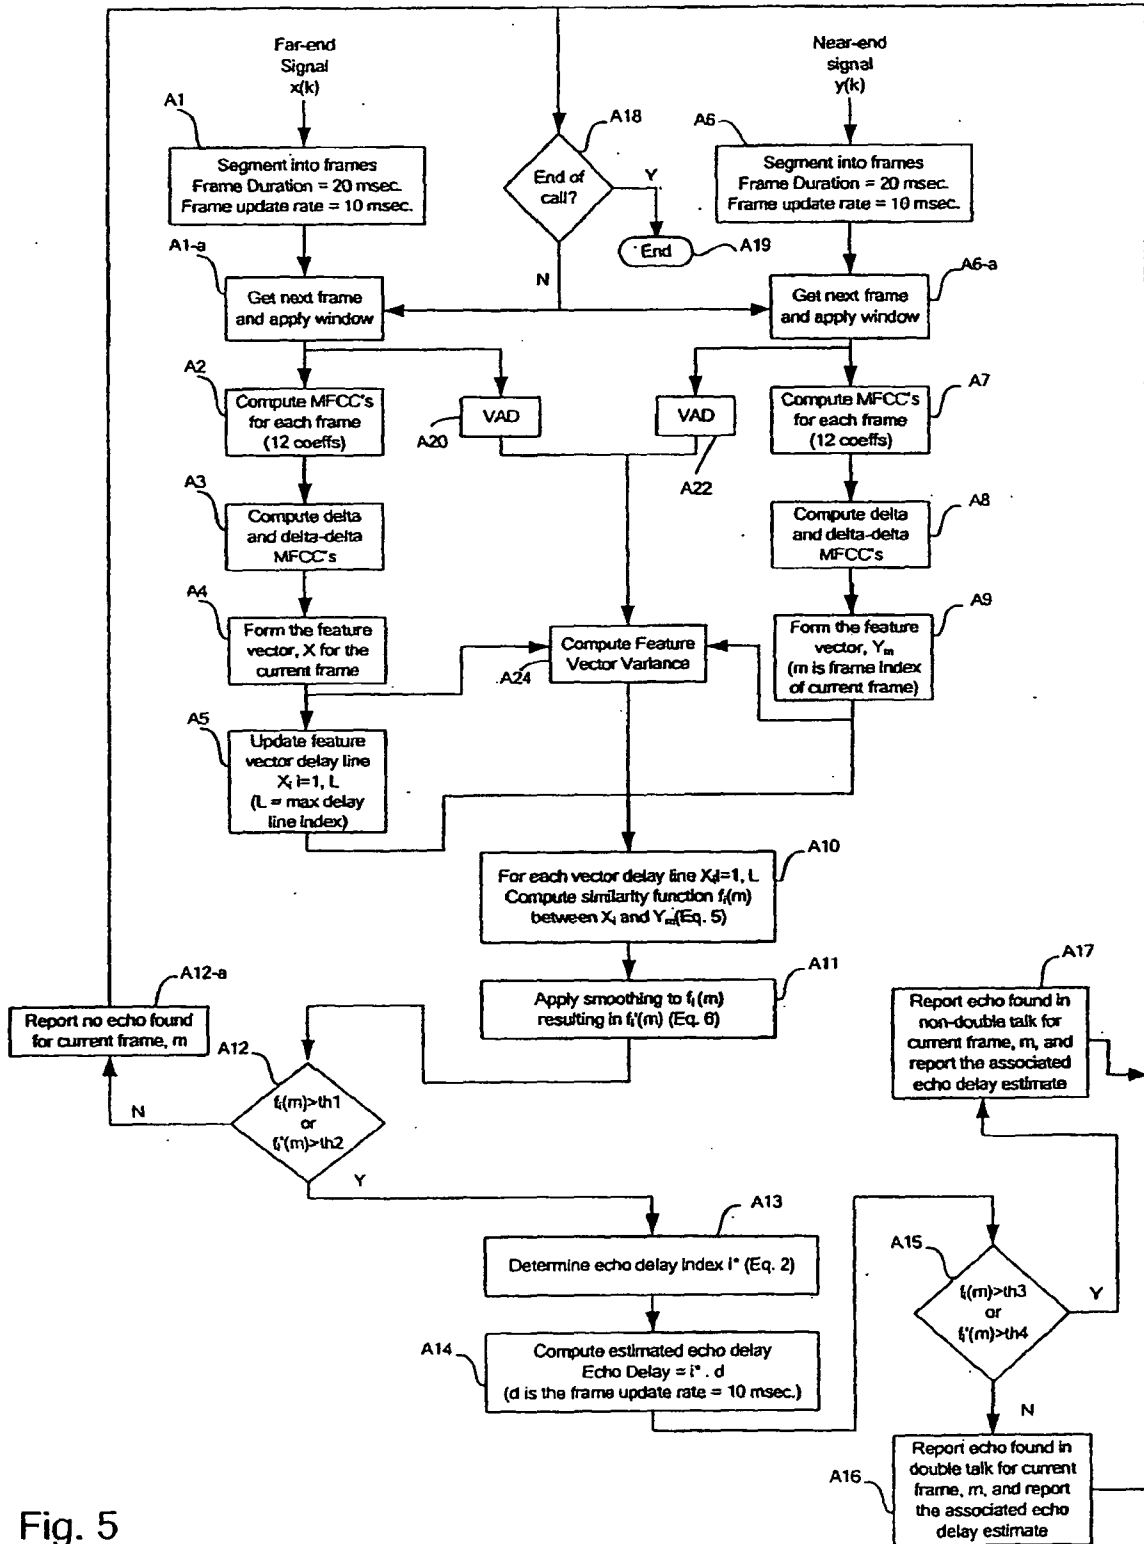 Far-end
Signal
x(k)
Near-end
signal
y(k)
A1
Segment into frames
Frame Duration = 20 msec.
Frame update rate = 10 msec.
A18
End of
call?
Y
N
End
A19
A6
Segment into frames
Frame Duration = 20 msec.
Frame update rate = 10 msec.
A1-a
Get next frame
and apply window
A6-a
Get next frame
and apply window
A2
Compute MFCC's
for each frame
(12 coeffs)
VAD
A20
VAD
A22
A7
Compute MFCC's
for each frame
(12 coeffs)
A3
Compute delta
and delta-delta
MFCC's
A8
Compute delta
and delta-delta
MFCC's
A4
Form the feature
vector, X for the
current frame
Compute Feature
Vector Variance
A24
A9
Form the feature
vector, Ym
(m is frame index
of current frame)
A5
Update feature
vector delay line
Xi i=1, L
(L = max delay
line index)
A10
For each vector delay line Xi i=1, L
Compute similarity function fi(m)
between Xi and Ym(Eq. 5)
A11
Apply smoothing to fi(m)
resulting in fi'(m) (Eq. 6)
A12-a
Report no echo found
for current frame, m
A12
fi(m)>th1
or
fi'(m)>th2
N
Y
A17
Report echo found in
non-double talk for
current frame, m, and
report the associated
echo delay estimate
A13
Determine echo delay index i* (Eq. 2)
A14
Compute estimated echo delay
Echo Delay = i* . d
(d is the frame update rate = 10 msec.)
A15
fi(m)>th3
or
fi'(m)>th4
Y
N
A16
Report echo found in
double talk for current
frame, m, and report
the associated echo
delay estimate
Fig. 5